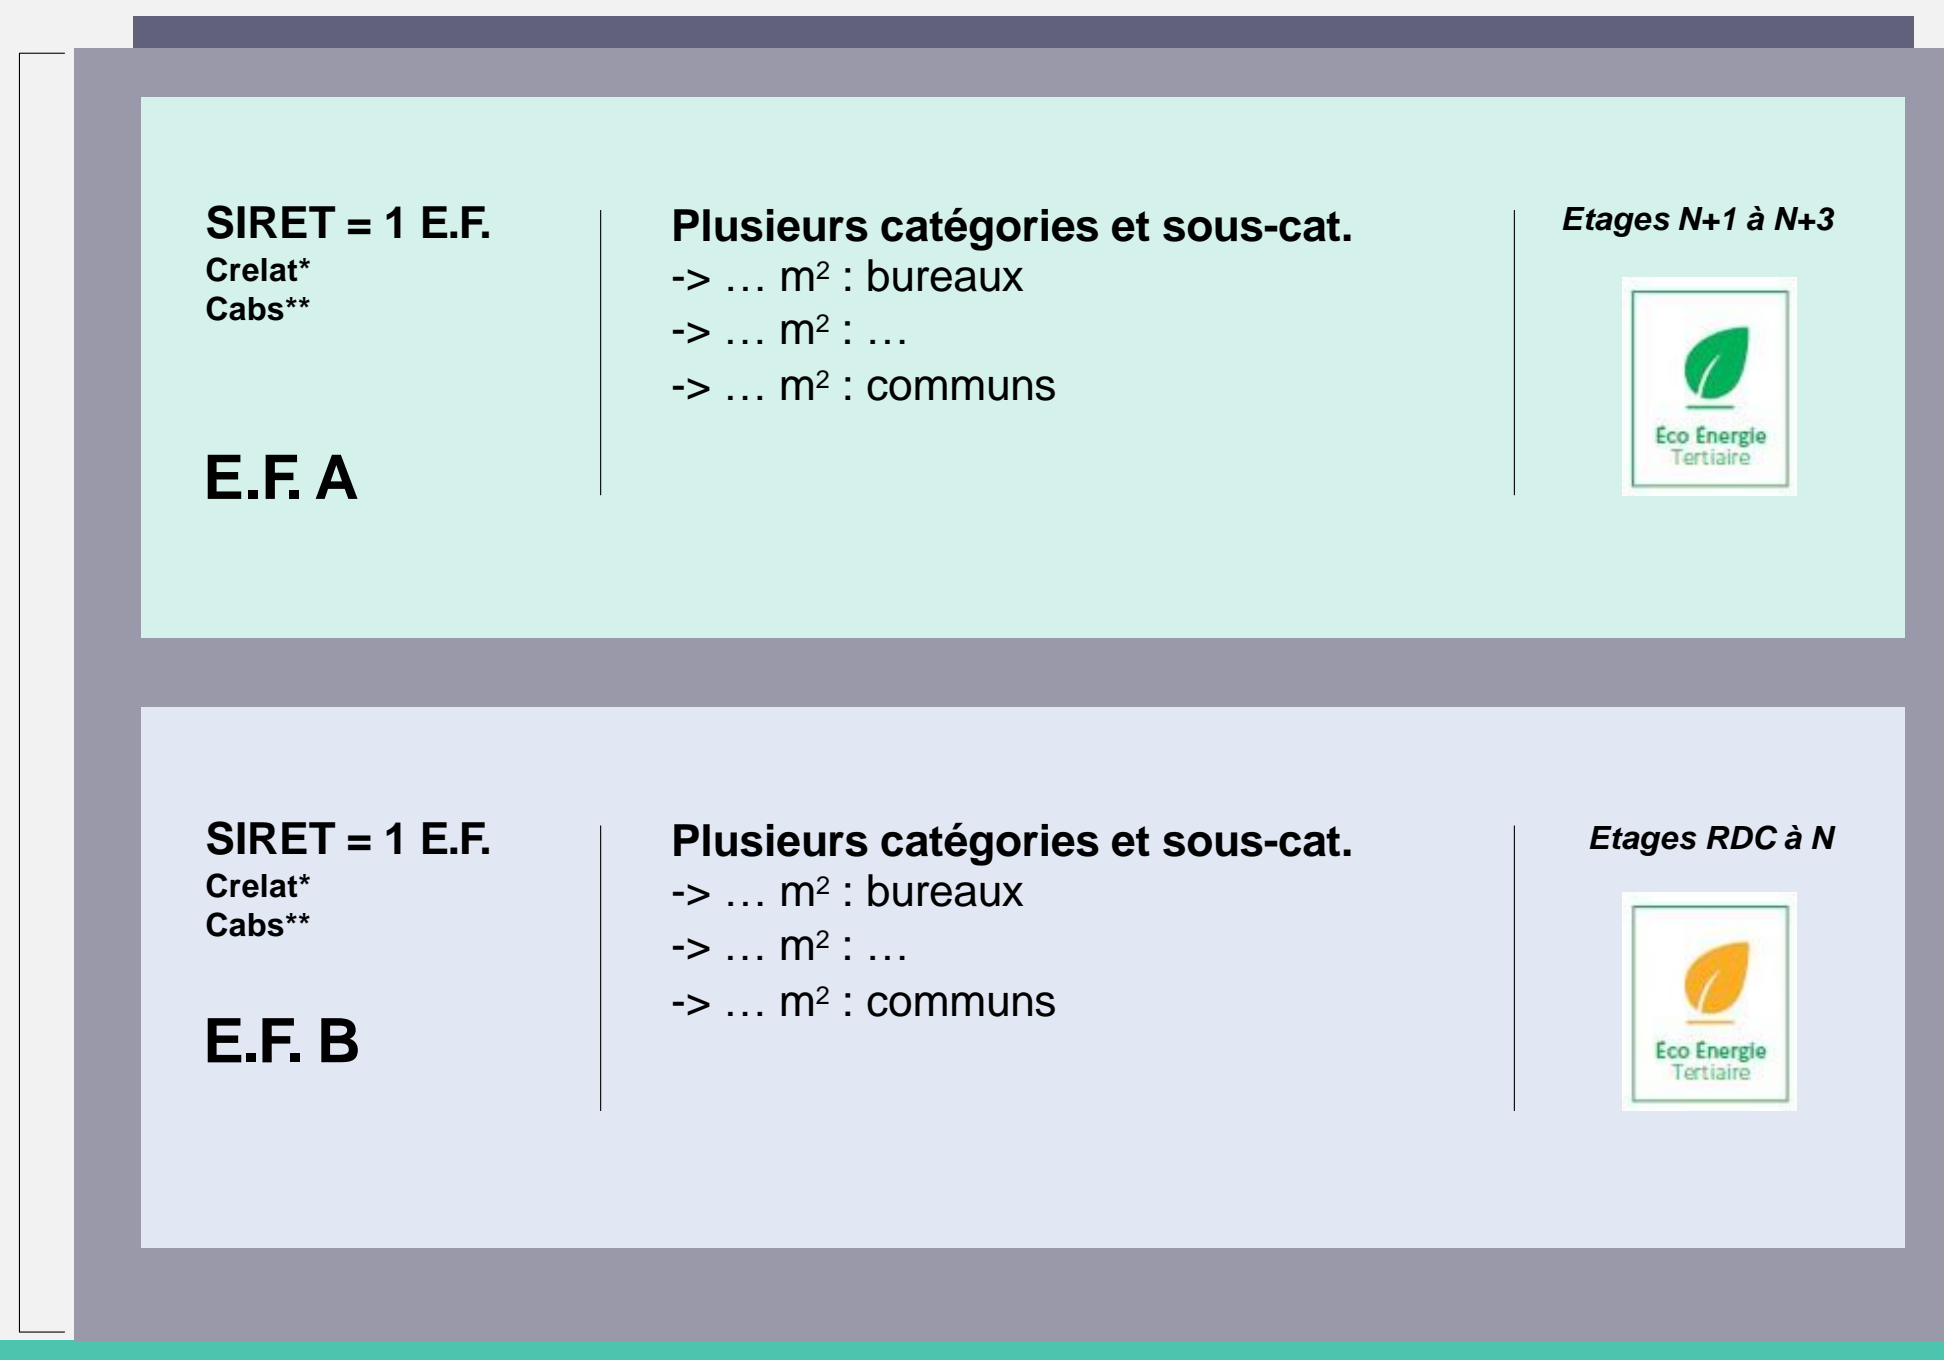 SIRET = 1 E.F.
Crelat*
Cabs**
E.F. A
Plusieurs catégories et sous-cat.
-> … m² : bureaux
-> … m² : …
-> … m² : communs
Etages N+1 à N+3
Éco Énergie
Tertiaire
SIRET = 1 E.F.
Crelat*
Cabs**
E.F. B
Plusieurs catégories et sous-cat.
-> … m² : bureaux
-> … m² : …
-> … m² : communs
Etages RDC à N
Éco Énergie
Tertiaire